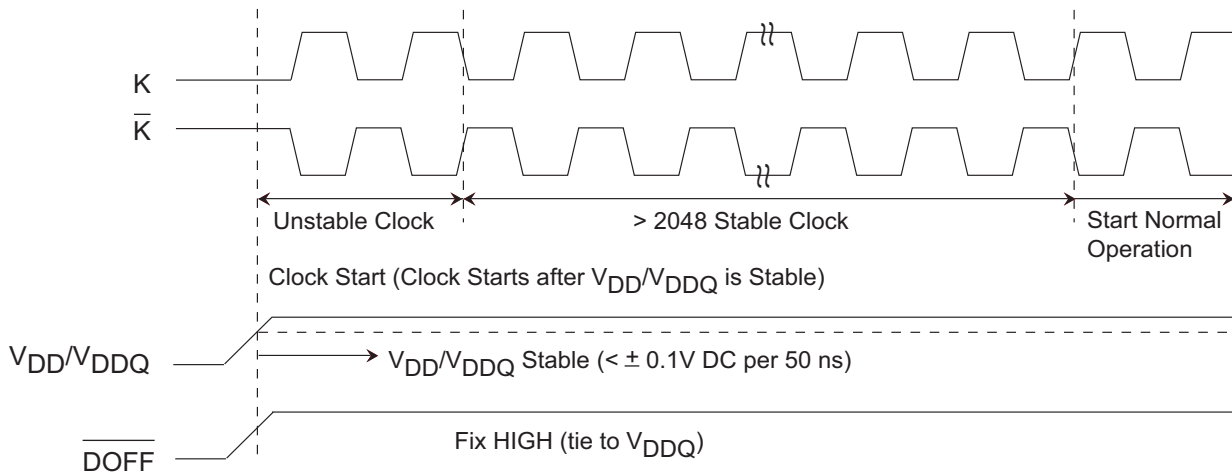 K
K̅
Unstable Clock
> 2048 Stable Clock
Start Normal
Operation
Clock Start (Clock Starts after VDD/VDDQ is Stable)
VDD/VDDQ
VDD/VDDQ Stable (< ± 0.1V DC per 50 ns)
Fix HIGH (tie to VDDQ)
D̅O̅F̅F̅